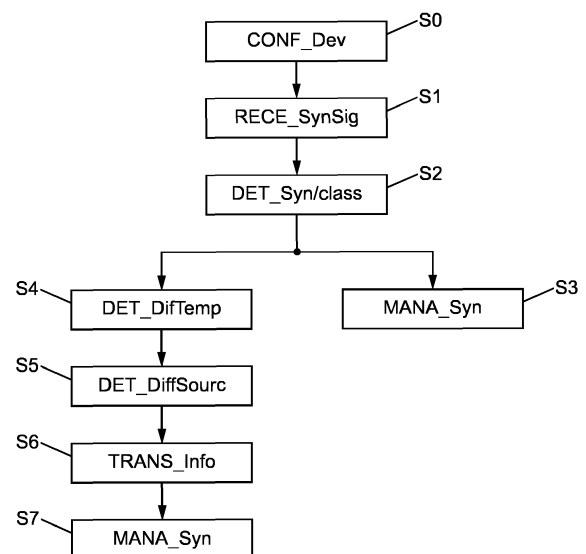 S0
CONF_Dev
S1
RECE_SynSig
S2
DET_Syn/class
S4
DET_DifTemp
S3
MANA_Syn
S5
DET_DiffSourc
S6
TRANS_Info
S7
MANA_Syn